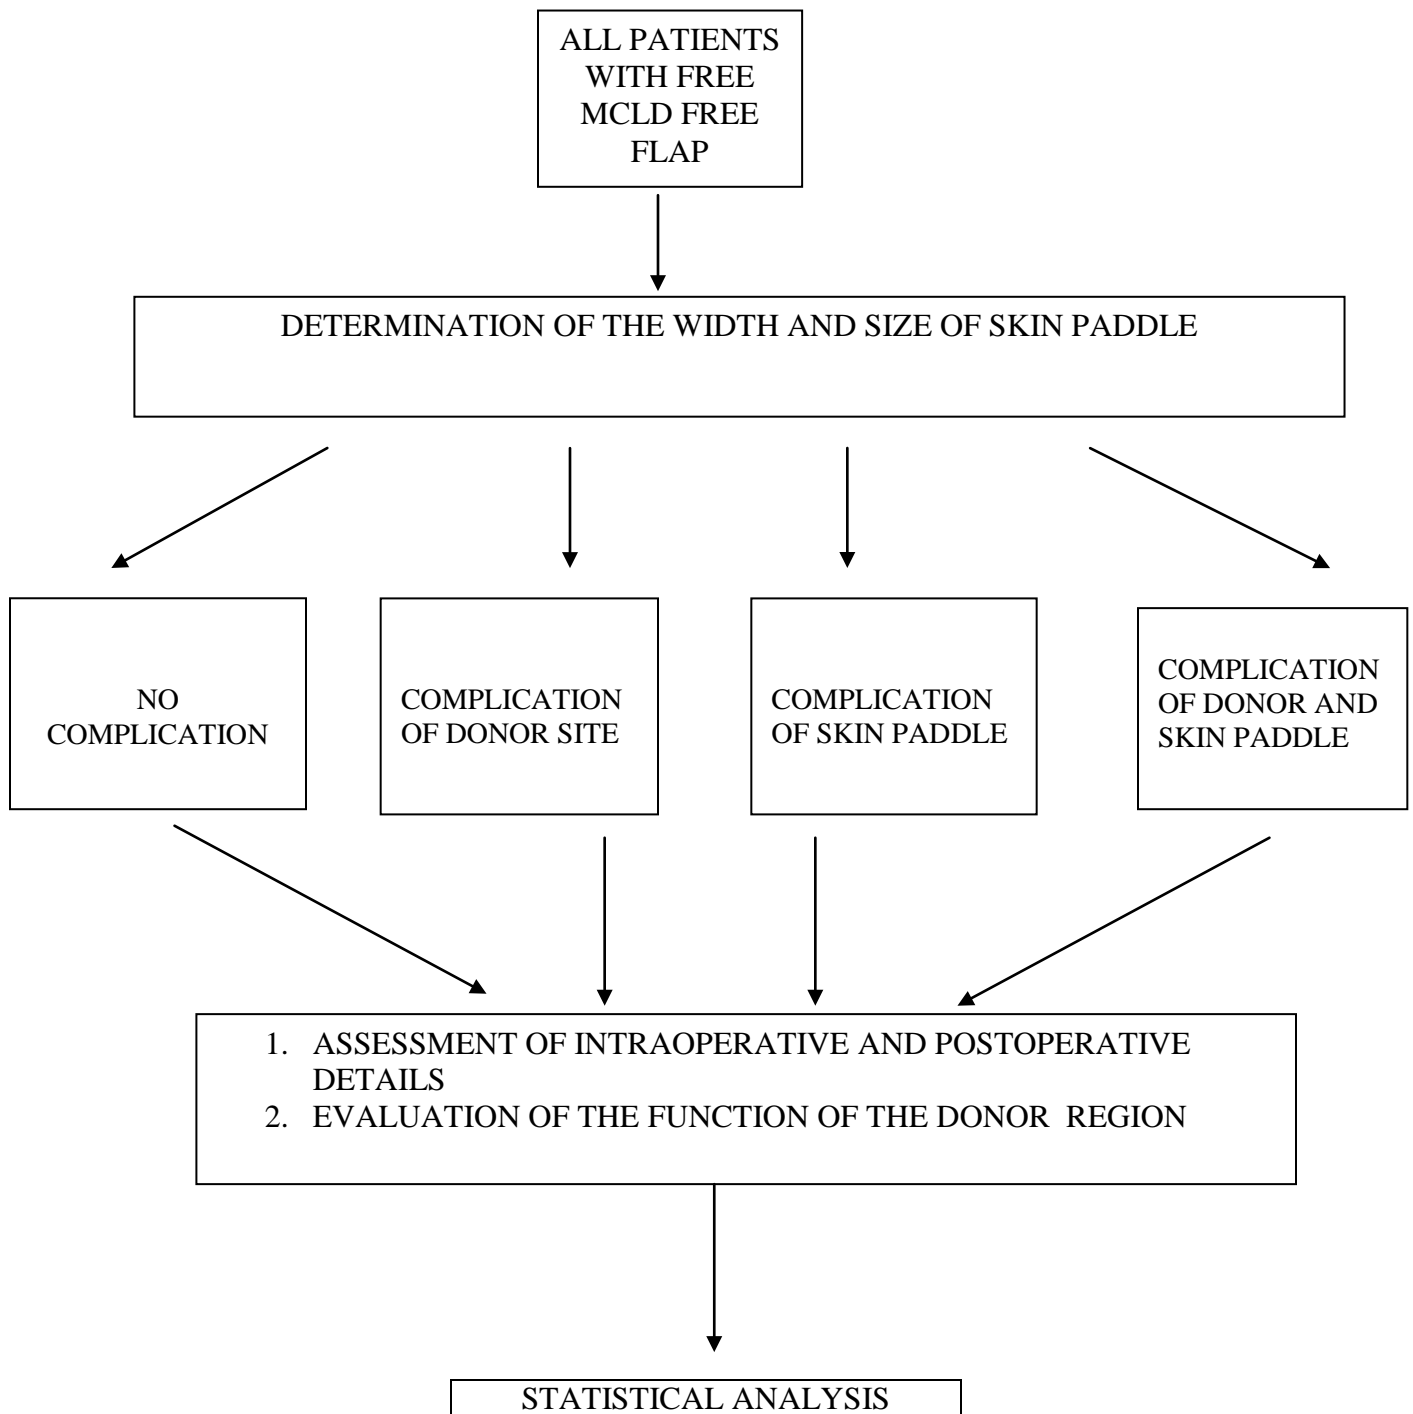 ALL PATIENTS
WITH FREE
MCLD FREE
FLAP
DETERMINATION OF THE WIDTH AND SIZE OF SKIN PADDLE
NO
COMPLICATION
COMPLICATION
OF DONOR SITE
COMPLICATION
OF SKIN PADDLE
COMPLICATION
OF DONOR AND
SKIN PADDLE
1. ASSESSMENT OF INTRAOPERATIVE AND POSTOPERATIVE
DETAILS
2. EVALUATION OF THE FUNCTION OF THE DONOR REGION
STATISTICAL ANALYSIS